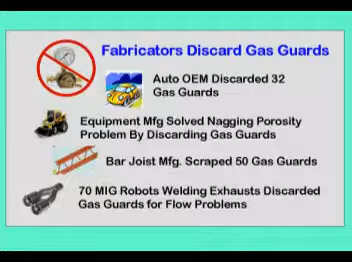 Fabricators Discard Gas Guards
Auto OEM Discarded 32
Gas Guards
Equipment Mfg Solved Nagging Porosity
Problem By Discarding Gas Guards
Bar Joist Mfg. Scraped 50 Gas Guards
70 MIG Robots Welding Exhausts Discarded
Gas Guards for Flow Problems